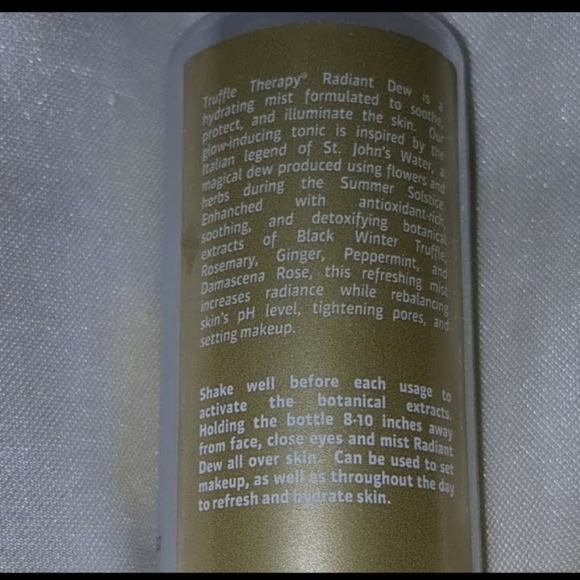 Truffle Therapy® Radiant Dew is a
hydrating mist formulated to soothe,
protect, and illuminate the skin. Our
glow-inducing tonic is inspired by the
Italian legend of St. John's Water, a
magical dew produced using flowers and
herbs during the Summer Solstice.
Enhanched with antioxidant-rich,
soothing, and detoxifying botanical
extracts of Black Winter Truffle,
Rosemary, Ginger, Peppermint, and
Damascena Rose, this refreshing mist
increases radiance while rebalancing
skin's pH level, tightening pores, and
setting makeup.
Shake well before each usage to
activate the botanical extracts.
Holding the bottle 8-10 inches away
from face, close eyes and mist Radiant
Dew all over skin. Can be used to set
makeup, as well as throughout the day
to refresh and hydrate skin.